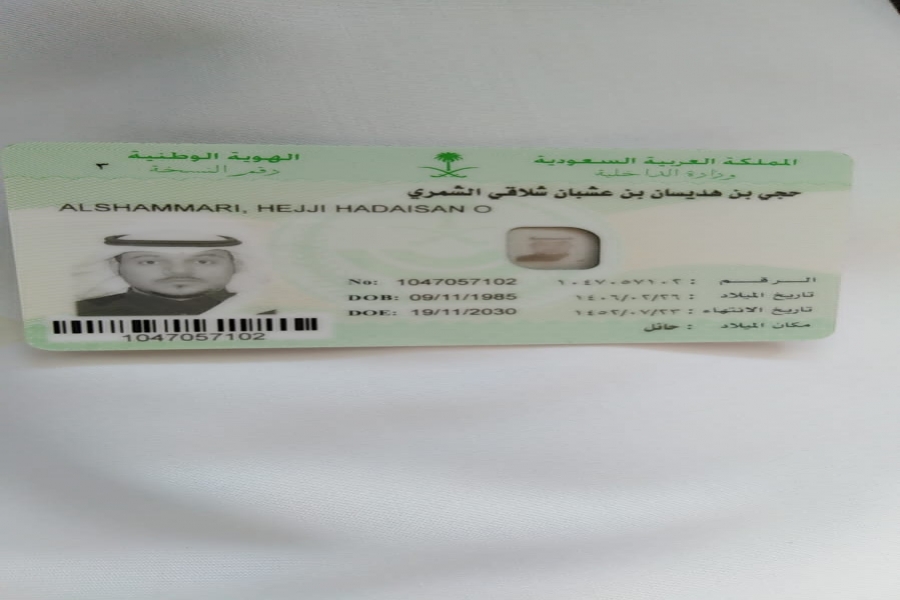 المملكة العربية السعودية
وزارة الداخلية
الهوية الوطنية
رقم النسخة ٣
حجي بن هديسان بن عشبان شلاقي الشمري
ALSHAMMARI, HEJJI HADAISAN O
الرقم : ١٠٤٧٠٥٧١٠٢
No: 1047057102
تاريخ الميلاد : ١٤٠٦/٠٢/٢٦
DOB: 09/11/1985
تاريخ الانتهاء : ١٤٥٢/٠٧/٢٣
DOE: 19/11/2030
مكان الميلاد : حائل
1047057102